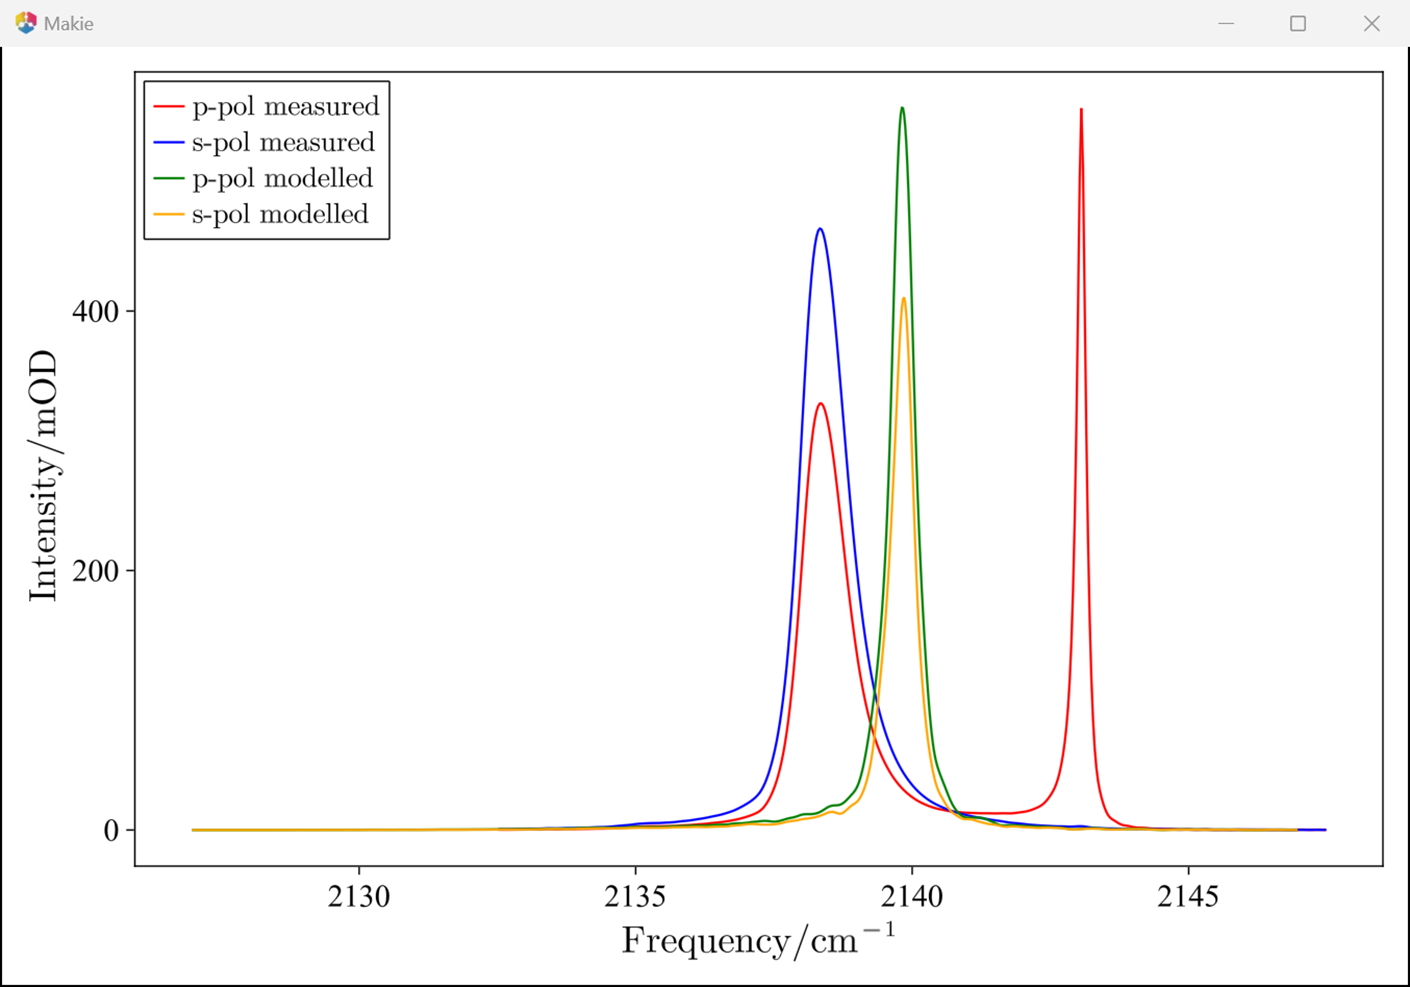 Makie
p-pol measured
s-pol measured
p-pol modelled
s-pol modelled
400
200
0
Intensity/mOD
2130 2135 2140 2145
Frequency/cm⁻¹